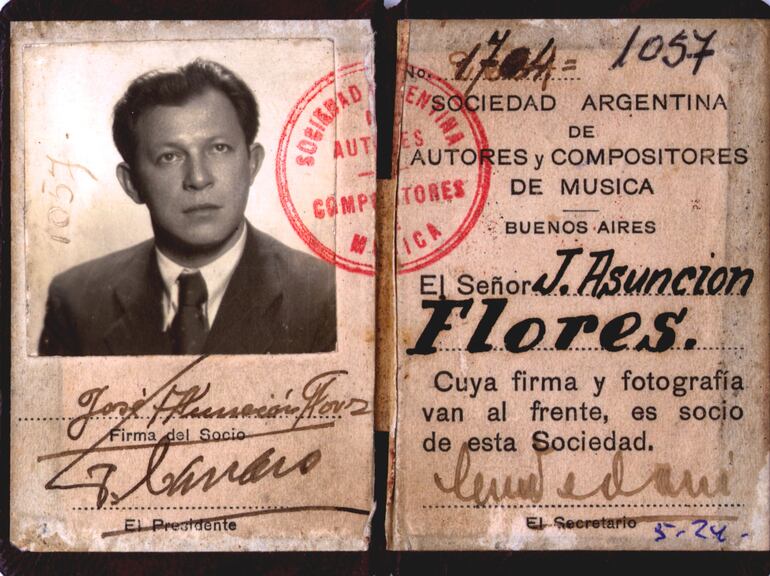 1057
SOCIEDAD ARGENTINA
AUTORES
COMPOSITORES
MUSICA
José Asunción Flores
Firma del Socio
F. Canaro
El Presidente
No. 1704= 1057
SOCIEDAD ARGENTINA
DE
AUTORES y COMPOSITORES
DE MUSICA
BUENOS AIRES
El Señor J. Asuncion
Flores.
Cuya firma y fotografía
van al frente, es socio
de esta Sociedad.
El Secretario 5-24-